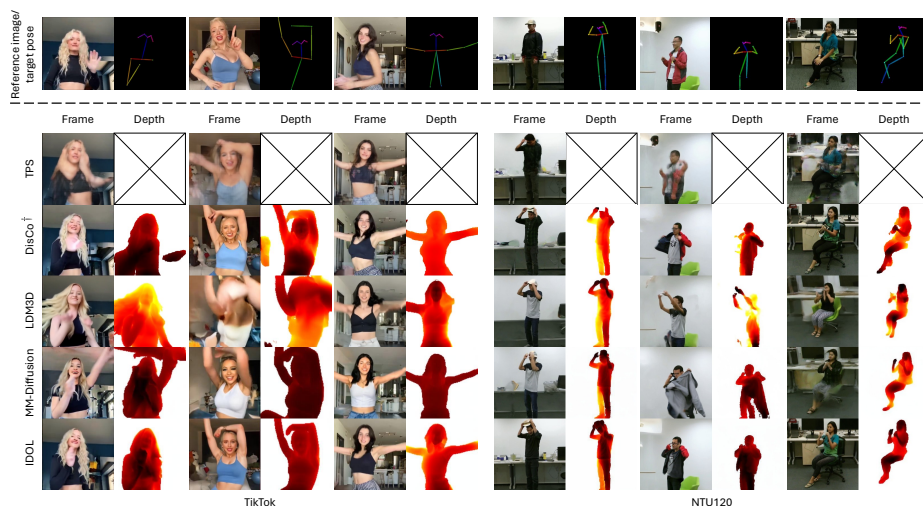 Reference image/
target pose
Frame Depth Frame Depth Frame Depth Frame Depth Frame Depth Frame Depth
TPS
DisCo †
LDM3D
MM-Diffusion
IDOL
TikTok NTU120